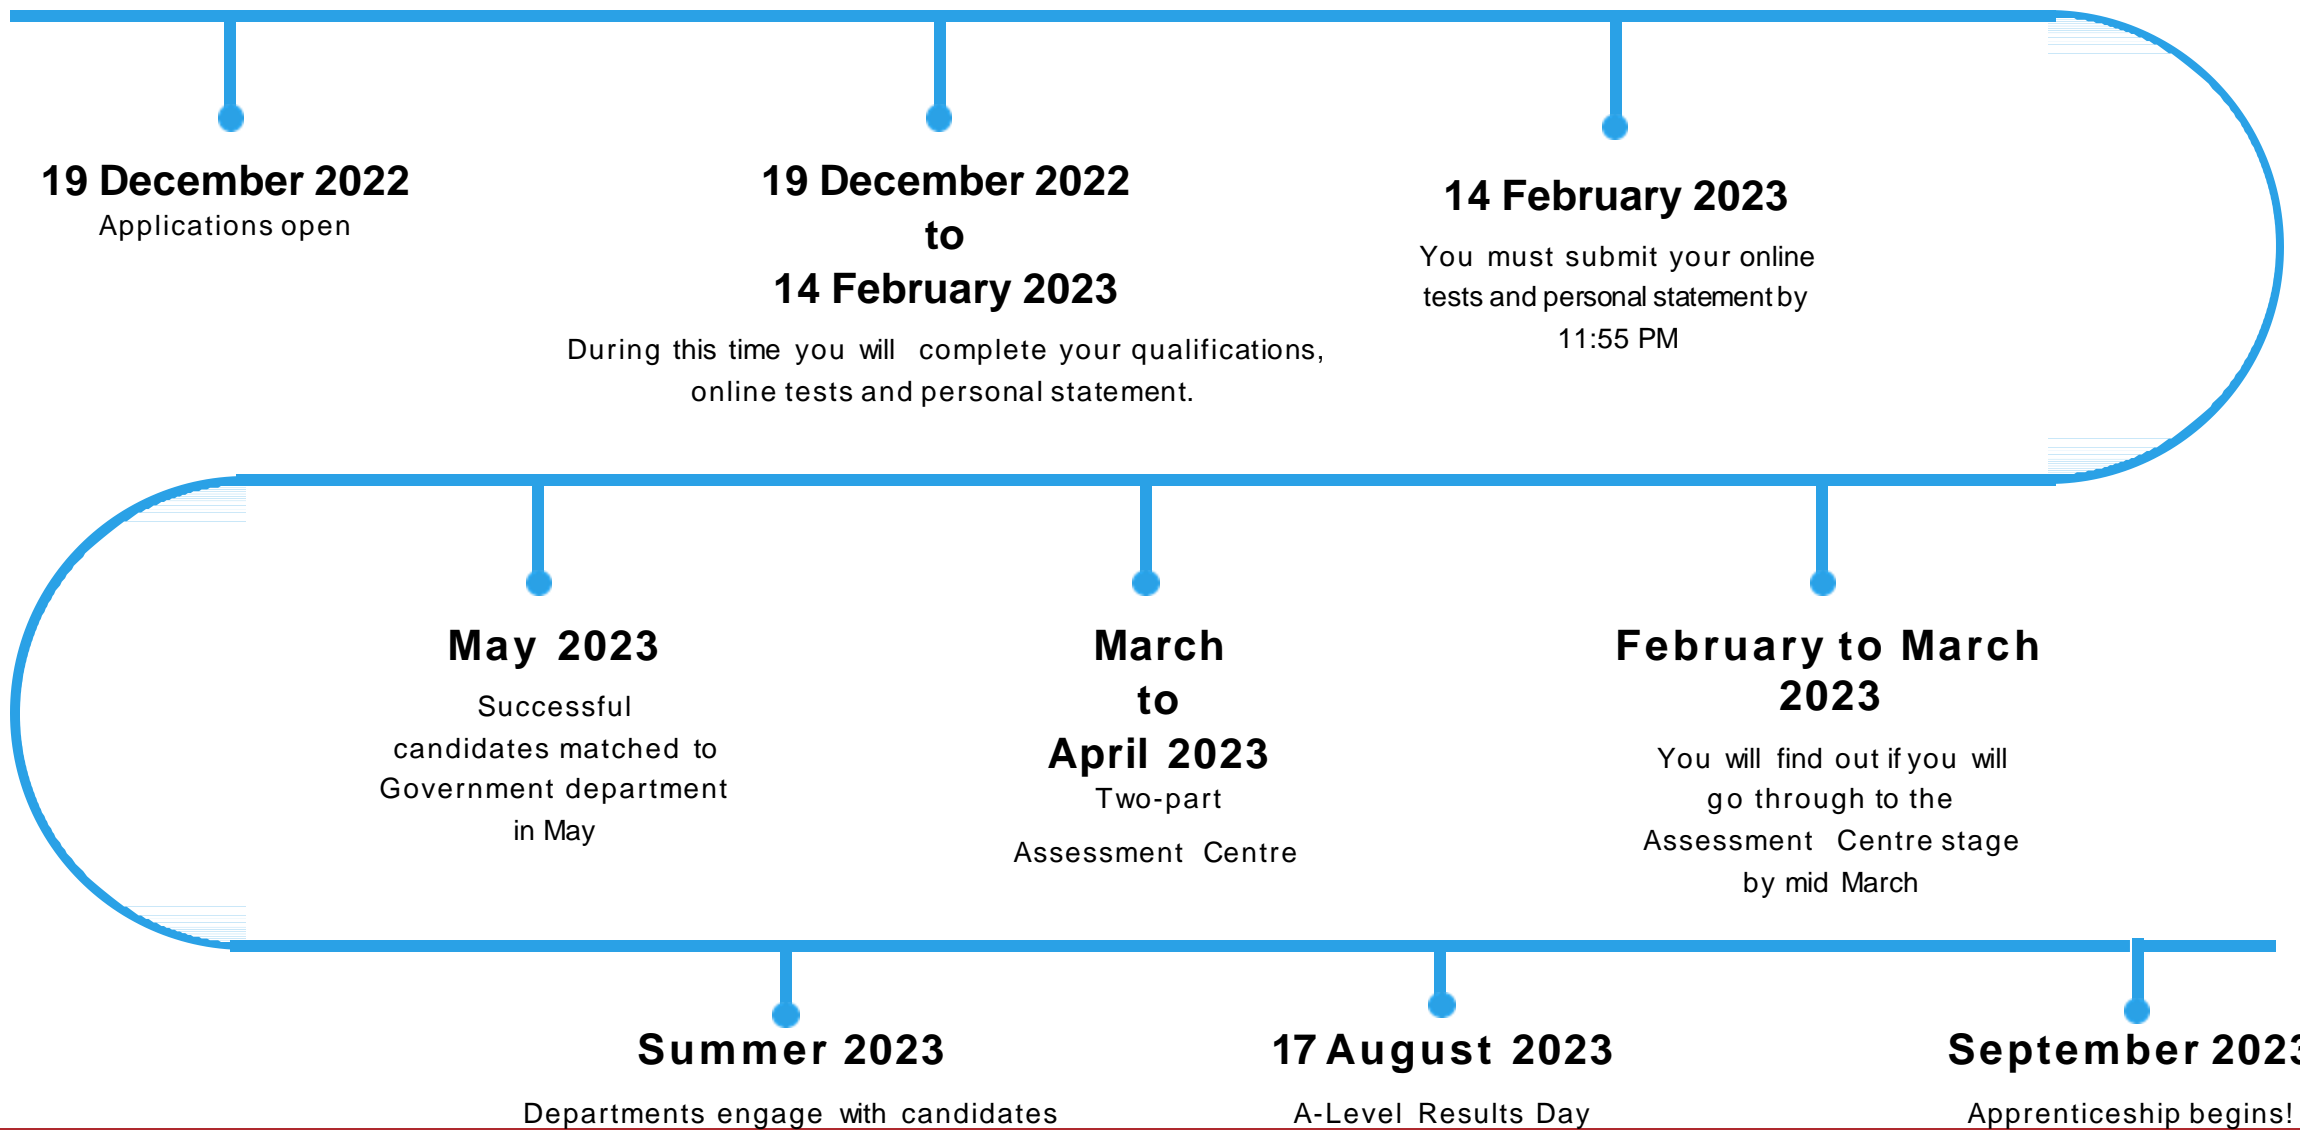 19 December 2022
Applications open
19 December 2022
to
14 February 2023
During this time you will complete your qualifications,
online tests and personal statement.
14 February 2023
You must submit your online
tests and personal statement by
11:55 PM
February to March
2023
You will find out if you will
go through to the
Assessment Centre stage
by mid March
March
to
April 2023
Two-part
Assessment Centre
May 2023
Successful
candidates matched to
Government department
in May
Summer 2023
Departments engage with candidates
17 August 2023
A-Level Results Day
September 2023
Apprenticeship begins!